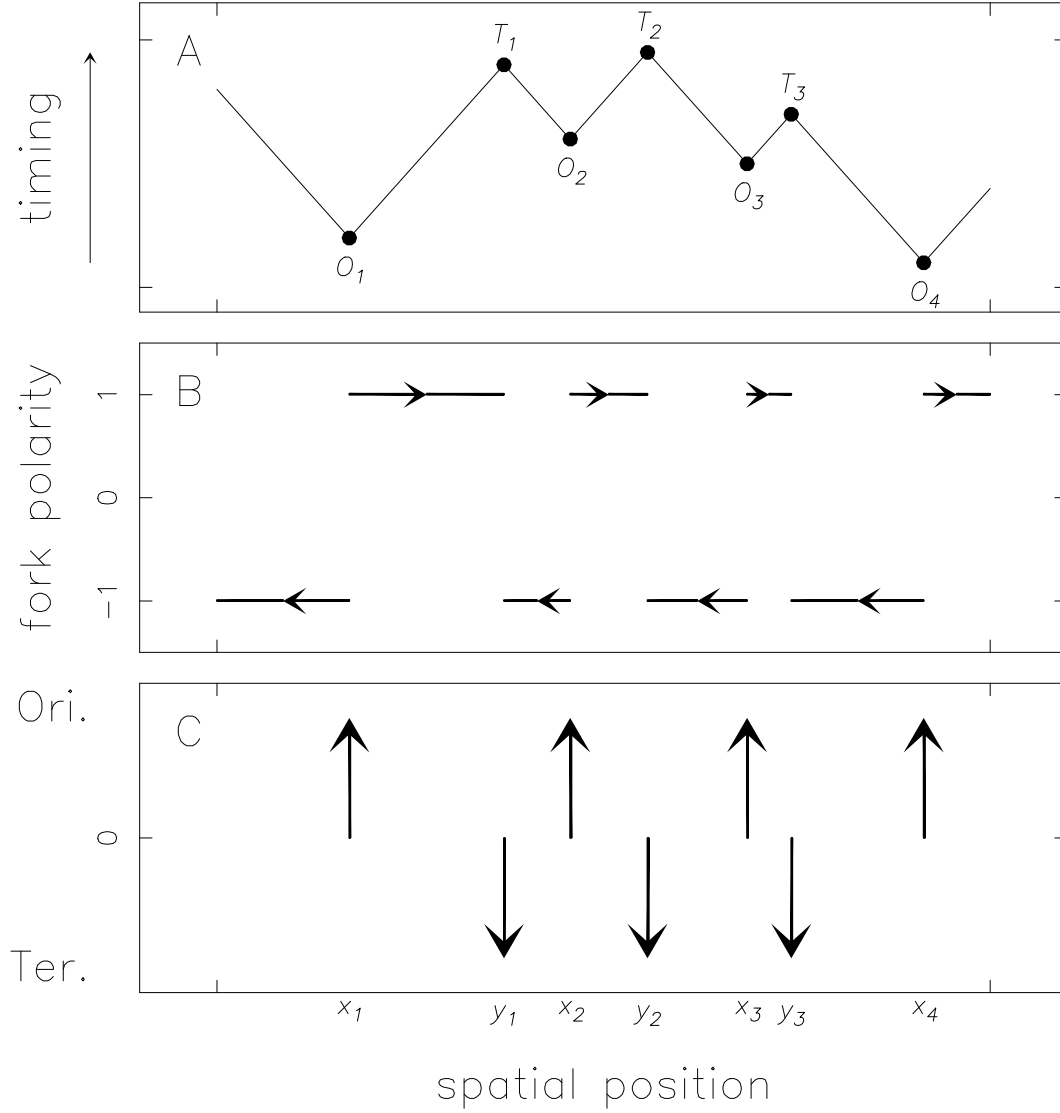 A
timing
T1
T2
T3
O1
O2
O3
O4
B
fork polarity
1
0
−1
C
Ori.
0
Ter.
x1 y1 x2 y2 x3 y3 x4
spatial position